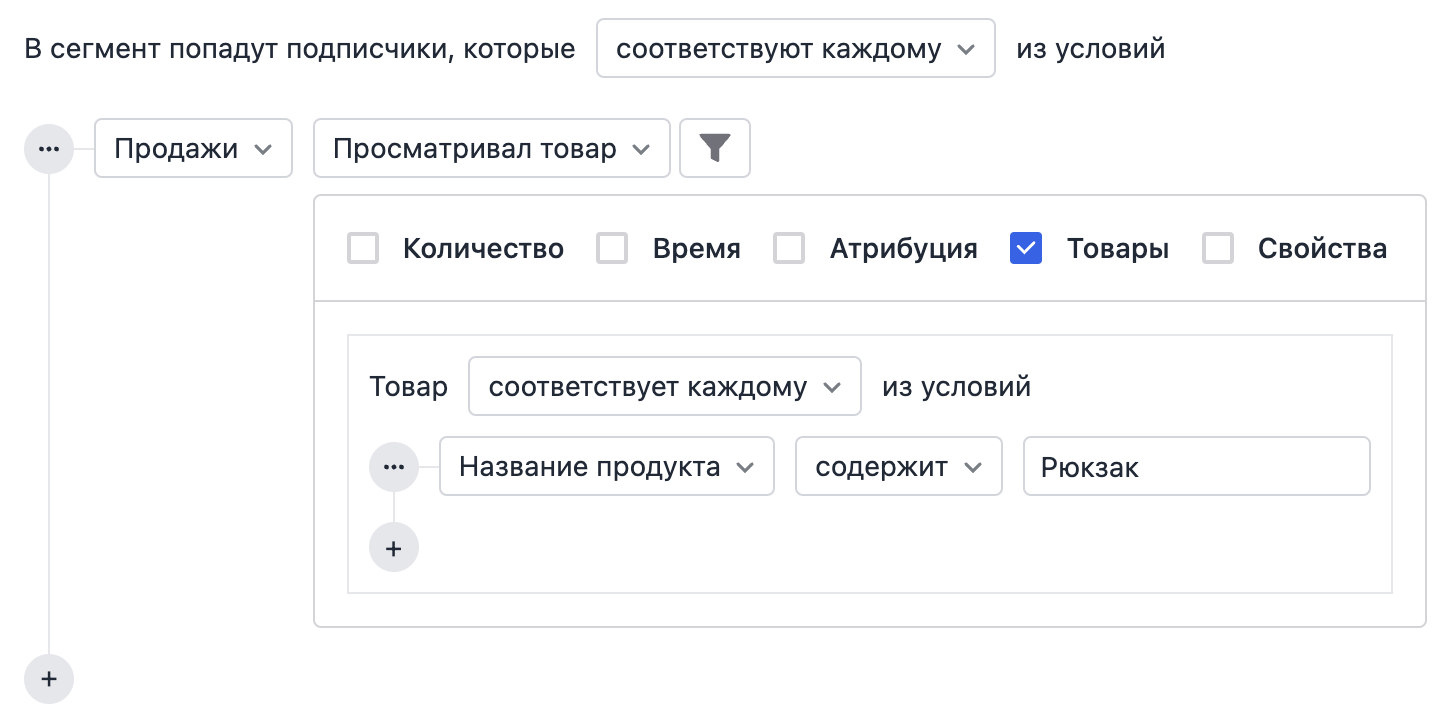 В сегмент попадут подписчики, которые соответствуют каждому из условий
Продажи Просматривал товар
Количество Время Атрибуция Товары Свойства
Товар соответствует каждому из условий
Название продукта содержит Рюкзак